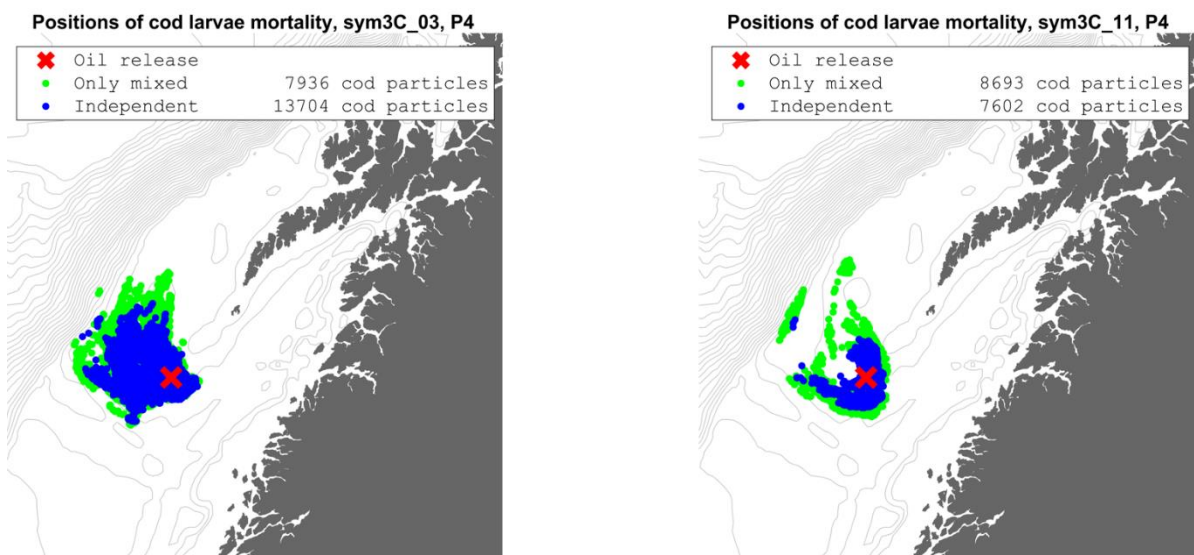 Positions of cod larvae mortality, sym3C_03, P4
Oil release
Only mixed 7936 cod particles
Independent 13704 cod particles
Positions of cod larvae mortality, sym3C_11, P4
Oil release
Only mixed 8693 cod particles
Independent 7602 cod particles